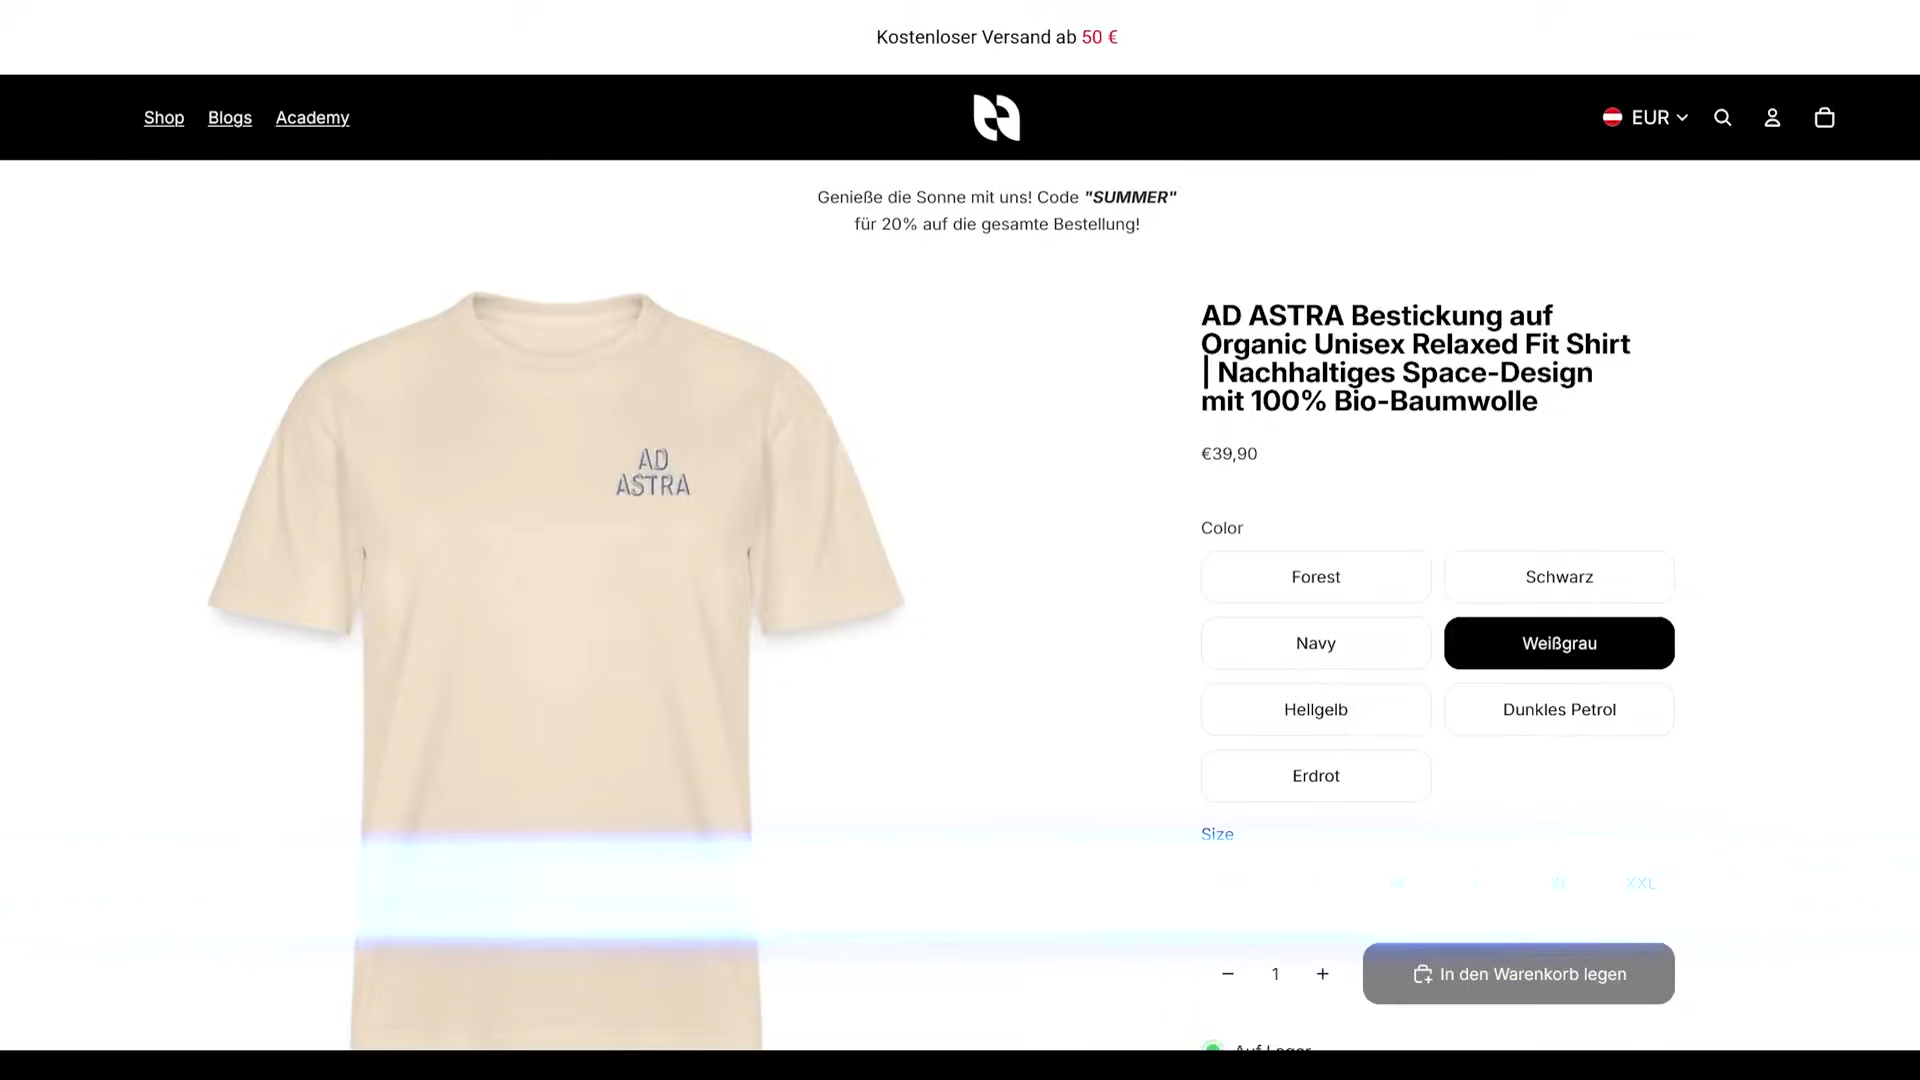 Kostenloser Versand ab 50 €
Shop Blogs Academy
EUR
Genieße die Sonne mit uns! Code "SUMMER"
für 20% auf die gesamte Bestellung!
AD
ASTRA
AD ASTRA Bestickung auf
Organic Unisex Relaxed Fit Shirt
| Nachhaltiges Space-Design
mit 100% Bio-Baumwolle
€39,90
Color
Forest
Schwarz
Navy
Weißgrau
Hellgelb
Dunkles Petrol
Erdrot
Size
M XL XXL
− 1 +
In den Warenkorb legen
Auf Lager